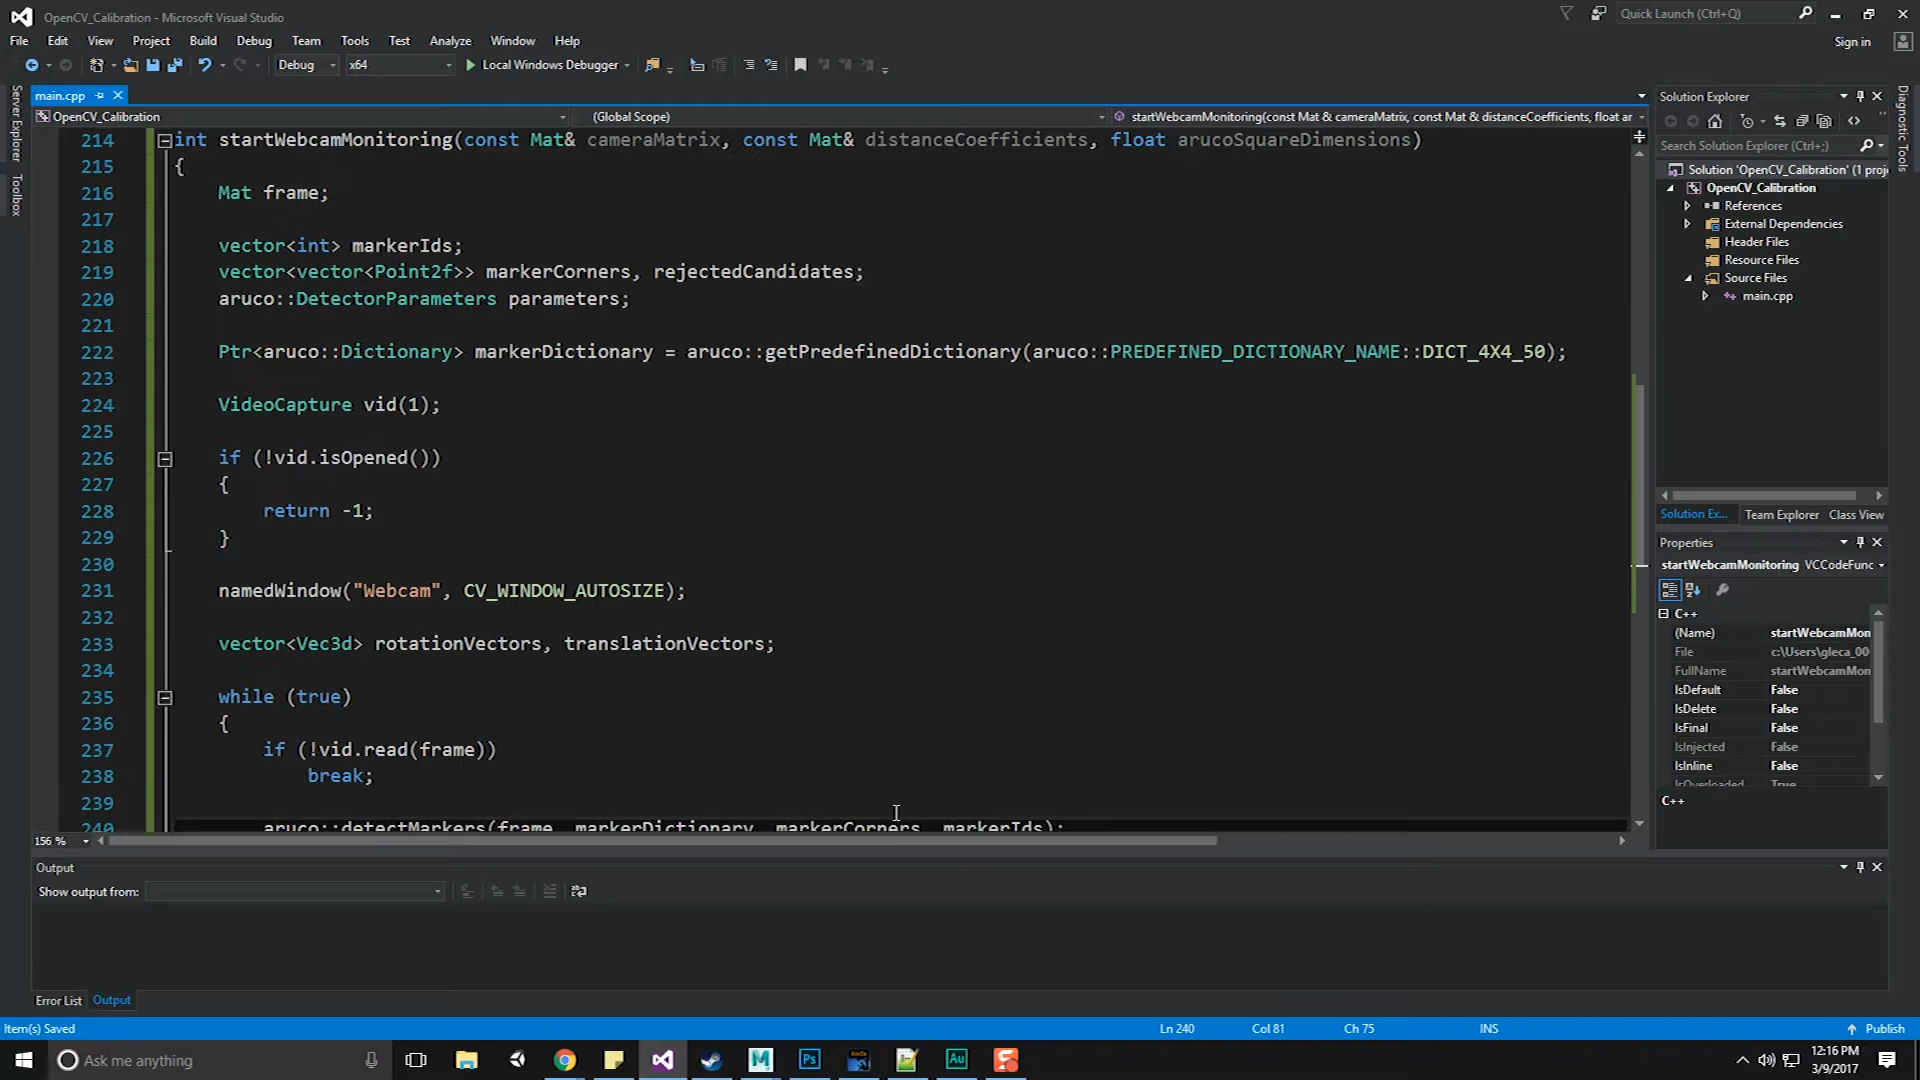 OpenCV_Calibration - Microsoft Visual Studio
Quick Launch (Ctrl+Q)
File Edit View Project Build Debug Team Tools Test Analyze Window Help
Sign in
Debug x64 Local Windows Debugger
Server Explorer
Toolbox
main.cpp
OpenCV_Calibration (Global Scope) startWebcamMonitoring(const Mat & cameraMatrix, const Mat & distanceCoefficients, float ar
214 int startWebcamMonitoring(const Mat& cameraMatrix, const Mat& distanceCoefficients, float arucoSquareDimensions)
215 {
216 Mat frame;
217
218 vector<int> markerIds;
219 vector<vector<Point2f>> markerCorners, rejectedCandidates;
220 aruco::DetectorParameters parameters;
221
222 Ptr<aruco::Dictionary> markerDictionary = aruco::getPredefinedDictionary(aruco::PREDEFINED_DICTIONARY_NAME::DICT_4X4_50);
223
224 VideoCapture vid(1);
225
226 if (!vid.isOpened())
227 {
228 return -1;
229 }
230
231 namedWindow("Webcam", CV_WINDOW_AUTOSIZE);
232
233 vector<Vec3d> rotationVectors, translationVectors;
234
235 while (true)
236 {
237 if (!vid.read(frame))
238 break;
239
240 aruco::detectMarkers(frame, markerDictionary, markerCorners, markerIds);
156 %
Output
Show output from:
Error List Output
Solution Explorer
Search Solution Explorer (Ctrl+;)
Solution 'OpenCV_Calibration' (1 proj
OpenCV_Calibration
References
External Dependencies
Header Files
Resource Files
Source Files
main.cpp
Solution Ex... Team Explorer Class View
Properties
startWebcamMonitoring VCCodeFunc
C++
(Name) startWebcamMon
File c:\Users\gleca_00
FullName startWebcamMon
IsDefault False
IsDelete False
IsFinal False
IsInjected False
IsInline False
IsOverloaded True
C++
Diagnostic Tools
Item(s) Saved Ln 240 Col 81 Ch 75 INS Publish
Ask me anything
Ps
Au
12:16 PM
3/9/2017